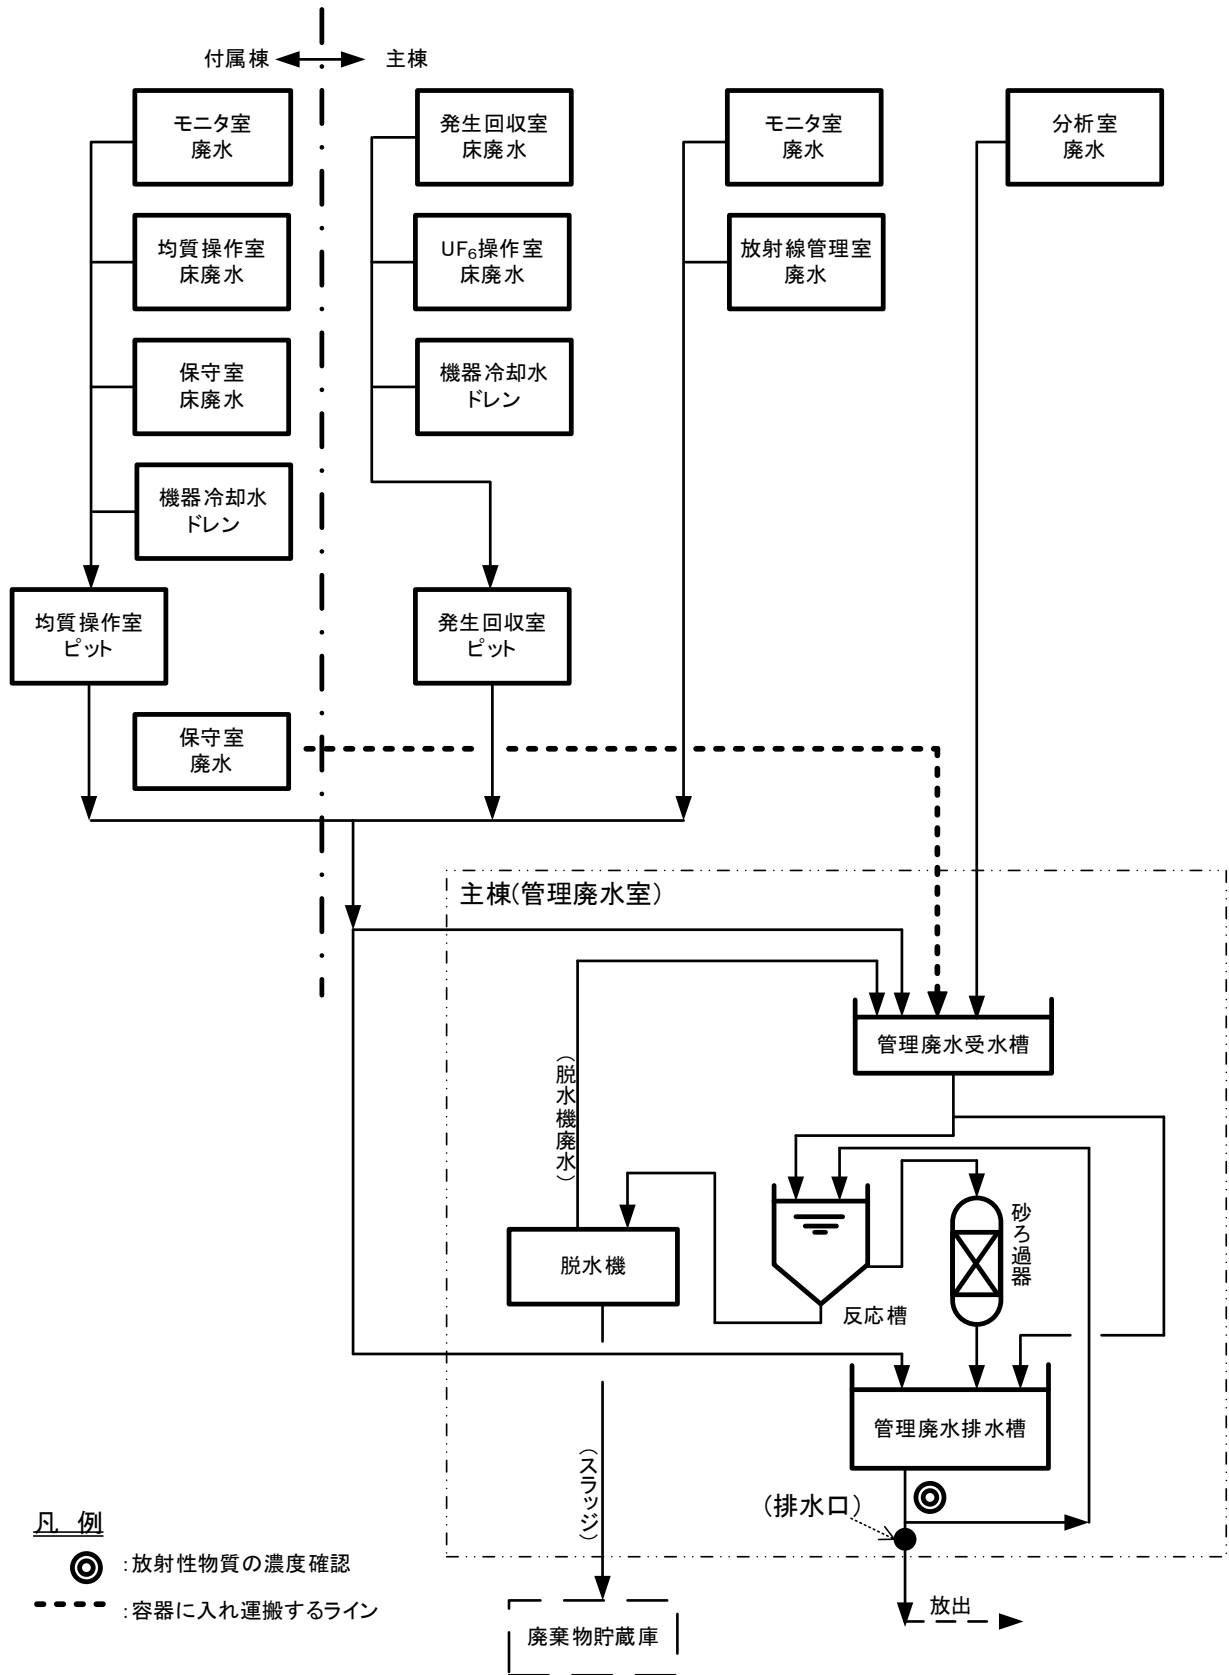 付属棟
主棟
モニタ室
廃水
発生回収室
床廃水
モニタ室
廃水
分析室
廃水
均質操作室
床廃水
UF₆操作室
床廃水
放射線管理室
廃水
保守室
床廃水
機器冷却水
ドレン
機器冷却水
ドレン
均質操作室
ピット
発生回収室
ピット
保守室
廃水
主棟(管理廃水室)
管理廃水受水槽
(脱水機廃水)
砂ろ過器
脱水機
反応槽
管理廃水排水槽
(スラッジ)
(排水口)
凡 例
:放射性物質の濃度確認
:容器に入れ運搬するライン
放出
廃棄物貯蔵庫